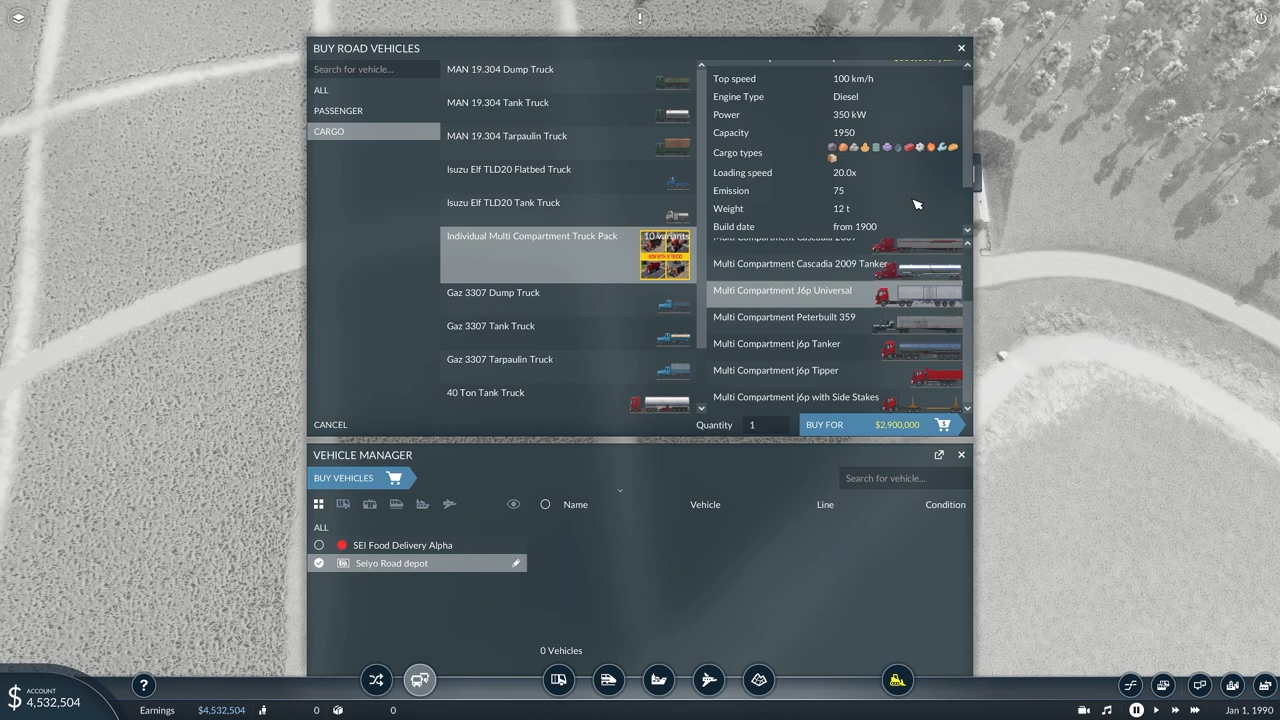 BUY ROAD VEHICLES
Search for vehicle...
ALL
PASSENGER
CARGO
MAN 19.304 Dump Truck
MAN 19.304 Tank Truck
MAN 19.304 Tarpaulin Truck
Isuzu Elf TLD20 Flatbed Truck
Isuzu Elf TLD20 Tank Truck
Individual Multi Compartment Truck Pack
10 variants
Gaz 3307 Dump Truck
Gaz 3307 Tank Truck
Gaz 3307 Tarpaulin Truck
40 Ton Tank Truck
CANCEL
Top speed 100 km/h
Engine Type Diesel
Power 350 kW
Capacity 1950
Cargo types
Loading speed 20.0x
Emission 75
Weight 12 t
Build date from 1900
Multi Compartment Cascadia 2009
Multi Compartment Cascadia 2009 Tanker
Multi Compartment J6p Universal
Multi Compartment Peterbuilt 359
Multi Compartment j6p Tanker
Multi Compartment j6p Tipper
Multi Compartment j6p with Side Stakes
Quantity 1
BUY FOR $2,900,000
VEHICLE MANAGER
BUY VEHICLES
Search for vehicle...
Name Vehicle Line Condition
ALL
SEI Food Delivery Alpha
Seiyo Road depot
0 Vehicles
$ ACCOUNT
4,532,504
?
Earnings $4,532,504 0 0
Jan 1, 1990